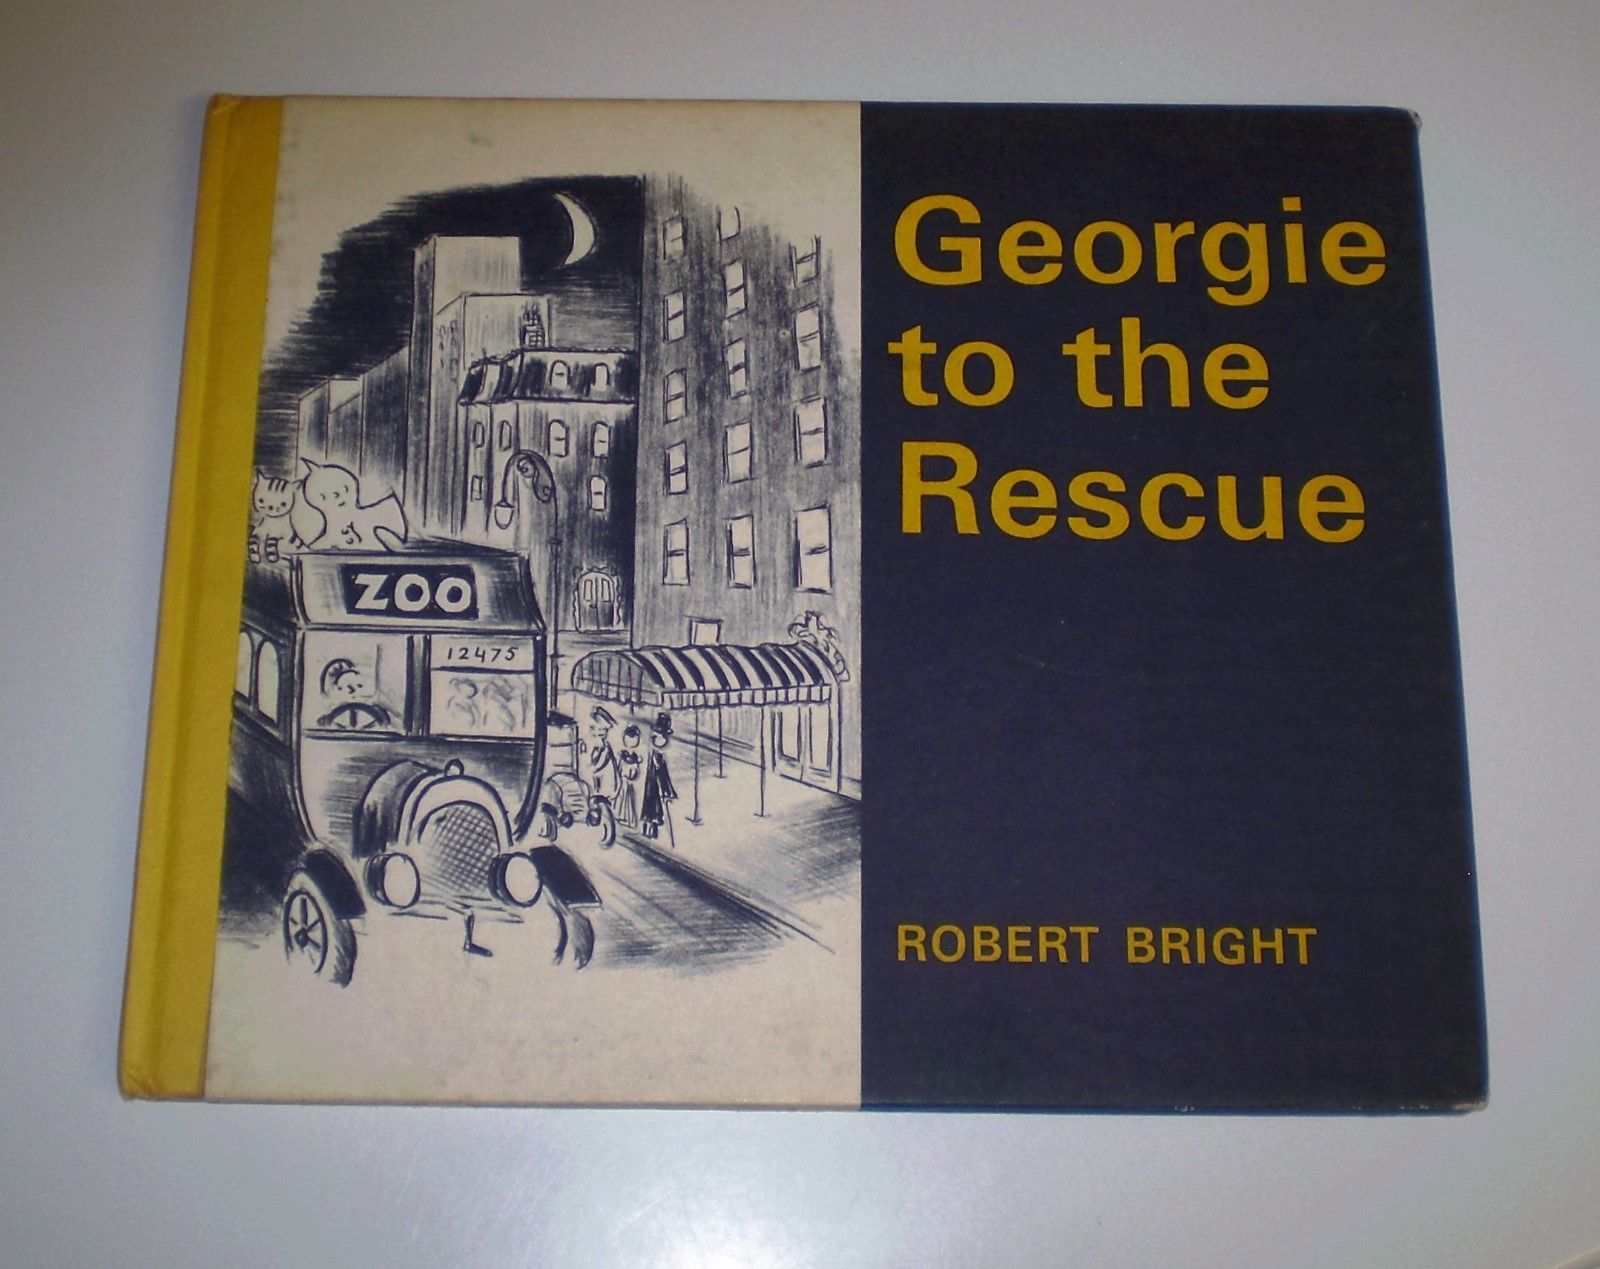 Georgie
to the
Rescue
ZOO
12475
ROBERT BRIGHT